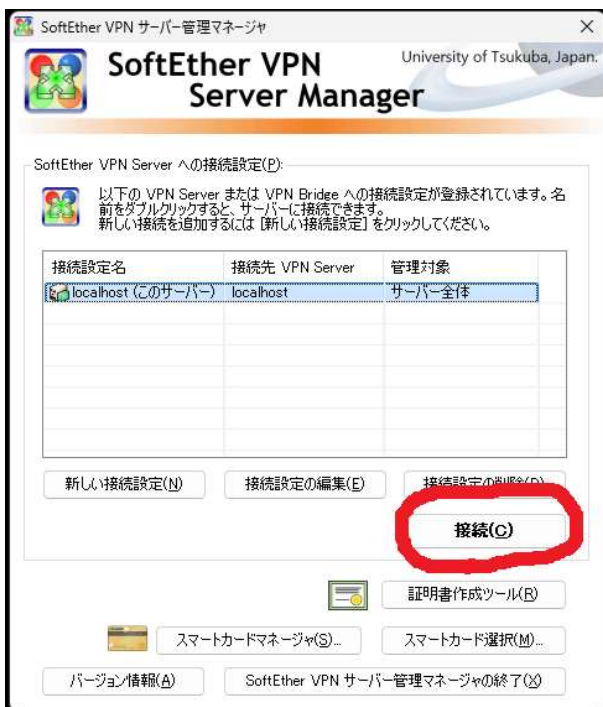 SoftEther VPN サーバー管理マネージャ
SoftEther VPN
Server Manager
University of Tsukuba, Japan.
SoftEther VPN Server への接続設定(P):
以下の VPN Server または VPN Bridge への接続設定が登録されています。名
前をダブルクリックすると、サーバーに接続できます。
新しい接続を追加するには [新しい接続設定] をクリックしてください。
接続設定名 接続先 VPN Server 管理対象
localhost (このサーバー) localhost サーバー全体
新しい接続設定(N) 接続設定の編集(E) 接続設定の削除(D)
接続(C)
証明書作成ツール(R)
スマートカードマネージャ(S)... スマートカード選択(M)...
バージョン情報(A) SoftEther VPN サーバー管理マネージャの終了(X)